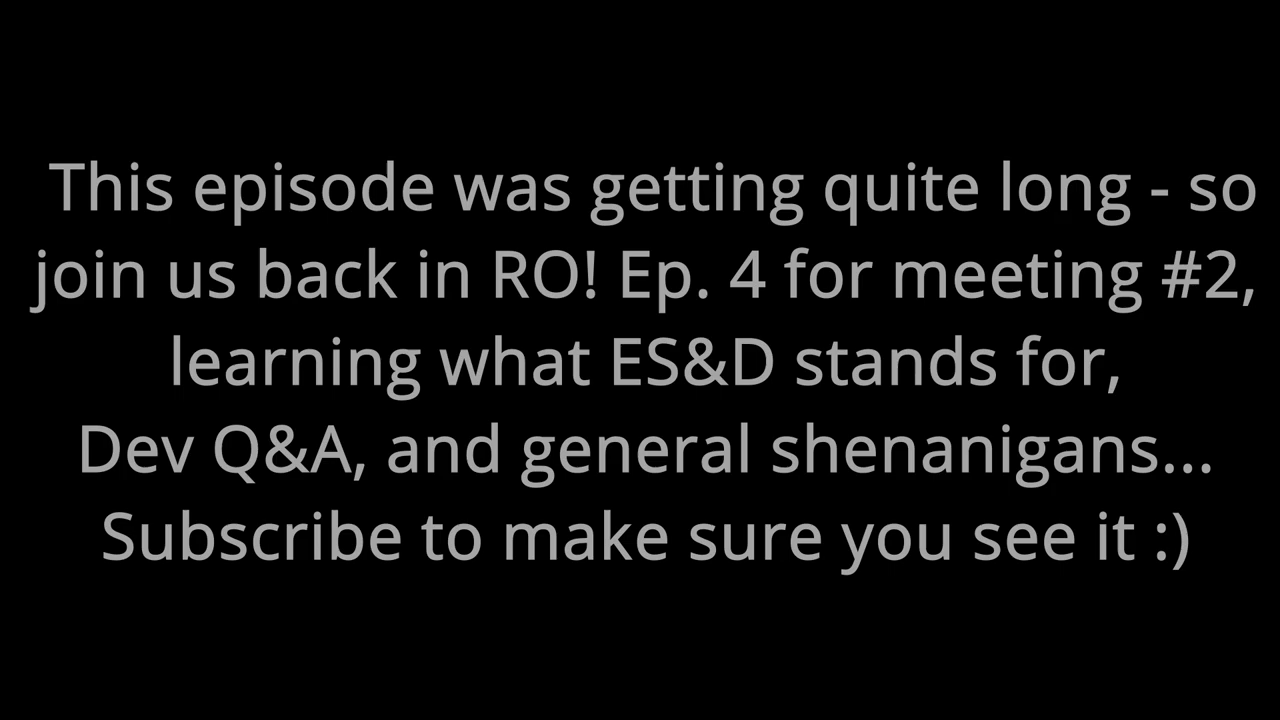 This episode was getting quite long - so
join us back in RO! Ep. 4 for meeting #2,
learning what ES&D stands for,
Dev Q&A, and general shenanigans...
Subscribe to make sure you see it :)